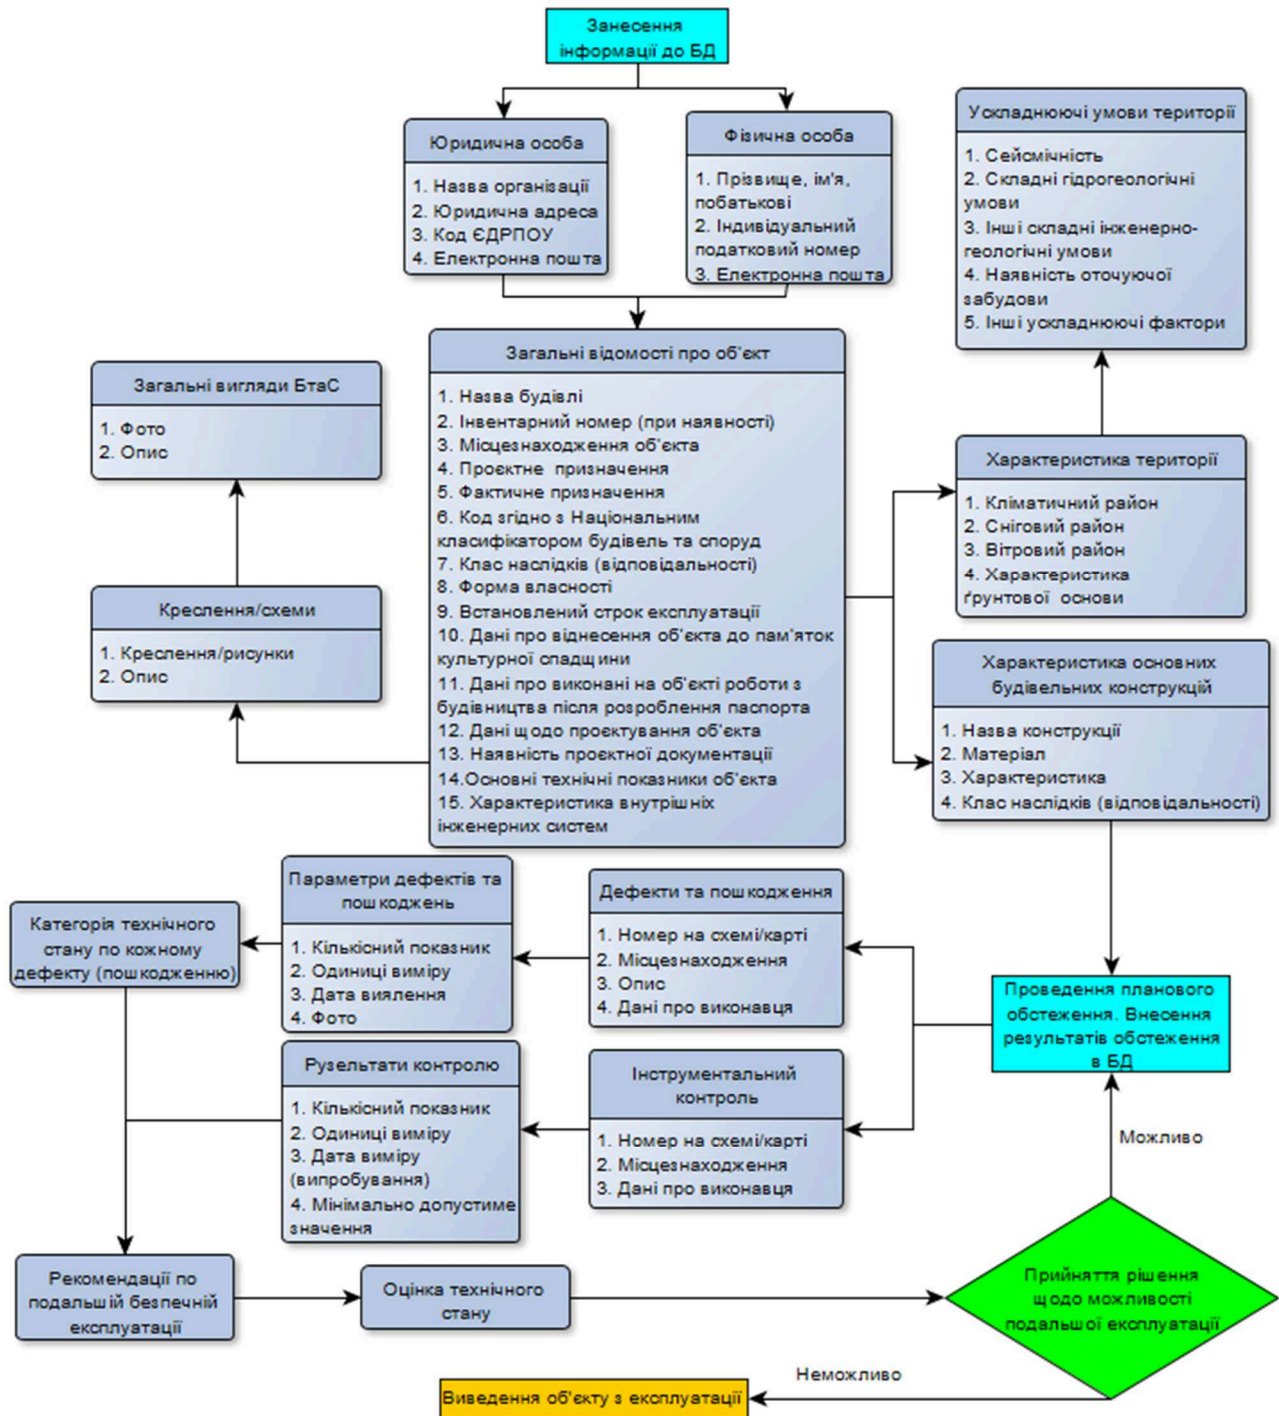 Занесення
інформації до БД
Юридична особа
1. Назва організації
2. Юридична адреса
3. Код ЄДРПОУ
4. Електронна пошта
Фізична особа
1. Прізвище, ім'я,
побатькові
2. Індивідуальний
податковий номер
3. Електронна пошта
Ускладнюючі умови території
1. Сейсмічність
2. Складні гідрогеологічні
умови
3. Інші складні інженерно-
геологічні умови
4. Наявність оточуючої
забудови
5. Інші ускладнюючі фактори
Загальні відомості про об'єкт
1. Назва будівлі
2. Інвентарний номер (при наявності)
3. Місцезнаходження об'єкта
4. Проєктне призначення
5. Фактичне призначення
6. Код згідно з Національним
класифікатором будівель та споруд
7. Клас наслідків (відповідальності)
8. Форма власності
9. Встановлений строк експлуатації
10. Дані про віднесення об'єкта до пам'яток
культурної спадщини
11. Дані про виконані на об'єкті роботи з
будівництва після розроблення паспорта
12. Дані щодо проєктування об'єкта
13. Наявність проєктної документації
14.Основні технічні показники об'єкта
15. Характеристика внутрішніх
інженерних систем
Загальні вигляди БтаС
1. Фото
2. Опис
Креслення/схеми
1. Креслення/рисунки
2. Опис
Характеристика території
1. Кліматичний район
2. Сніговий район
3. Вітровий район
4. Характеристика
ґрунтової основи
Характеристика основних
будівельних конструкцій
1. Назва конструкції
2. Матеріал
3. Характеристика
4. Клас наслідків (відповідальності)
Проведення планового
обстеження. Внесення
результатів обстеження
в БД
Дефекти та пошкодження
1. Номер на схемі/карті
2. Місцезнаходження
3. Опис
4. Дані про виконавця
Параметри дефектів та
пошкоджень
1. Кількісний показник
2. Одиниці виміру
3. Дата виялення
4. Фото
Категорія технічного
стану по кожному
дефекту (пошкодженню)
Інструментальний
контроль
1. Номер на схемі/карті
2. Місцезнаходження
3. Дані про виконавця
Рузельтати контролю
1. Кількісний показник
2. Одиниці виміру
3. Дата виміру
(випробування)
4. Мінімально допустиме
значення
Рекомендації по
подальшій безпечній
експлуатації
Оцінка технічного
стану
Прийняття рішення
щодо можливості
подальшої експлуатації
Можливо
Неможливо
Виведення об'єкту з експлуатації